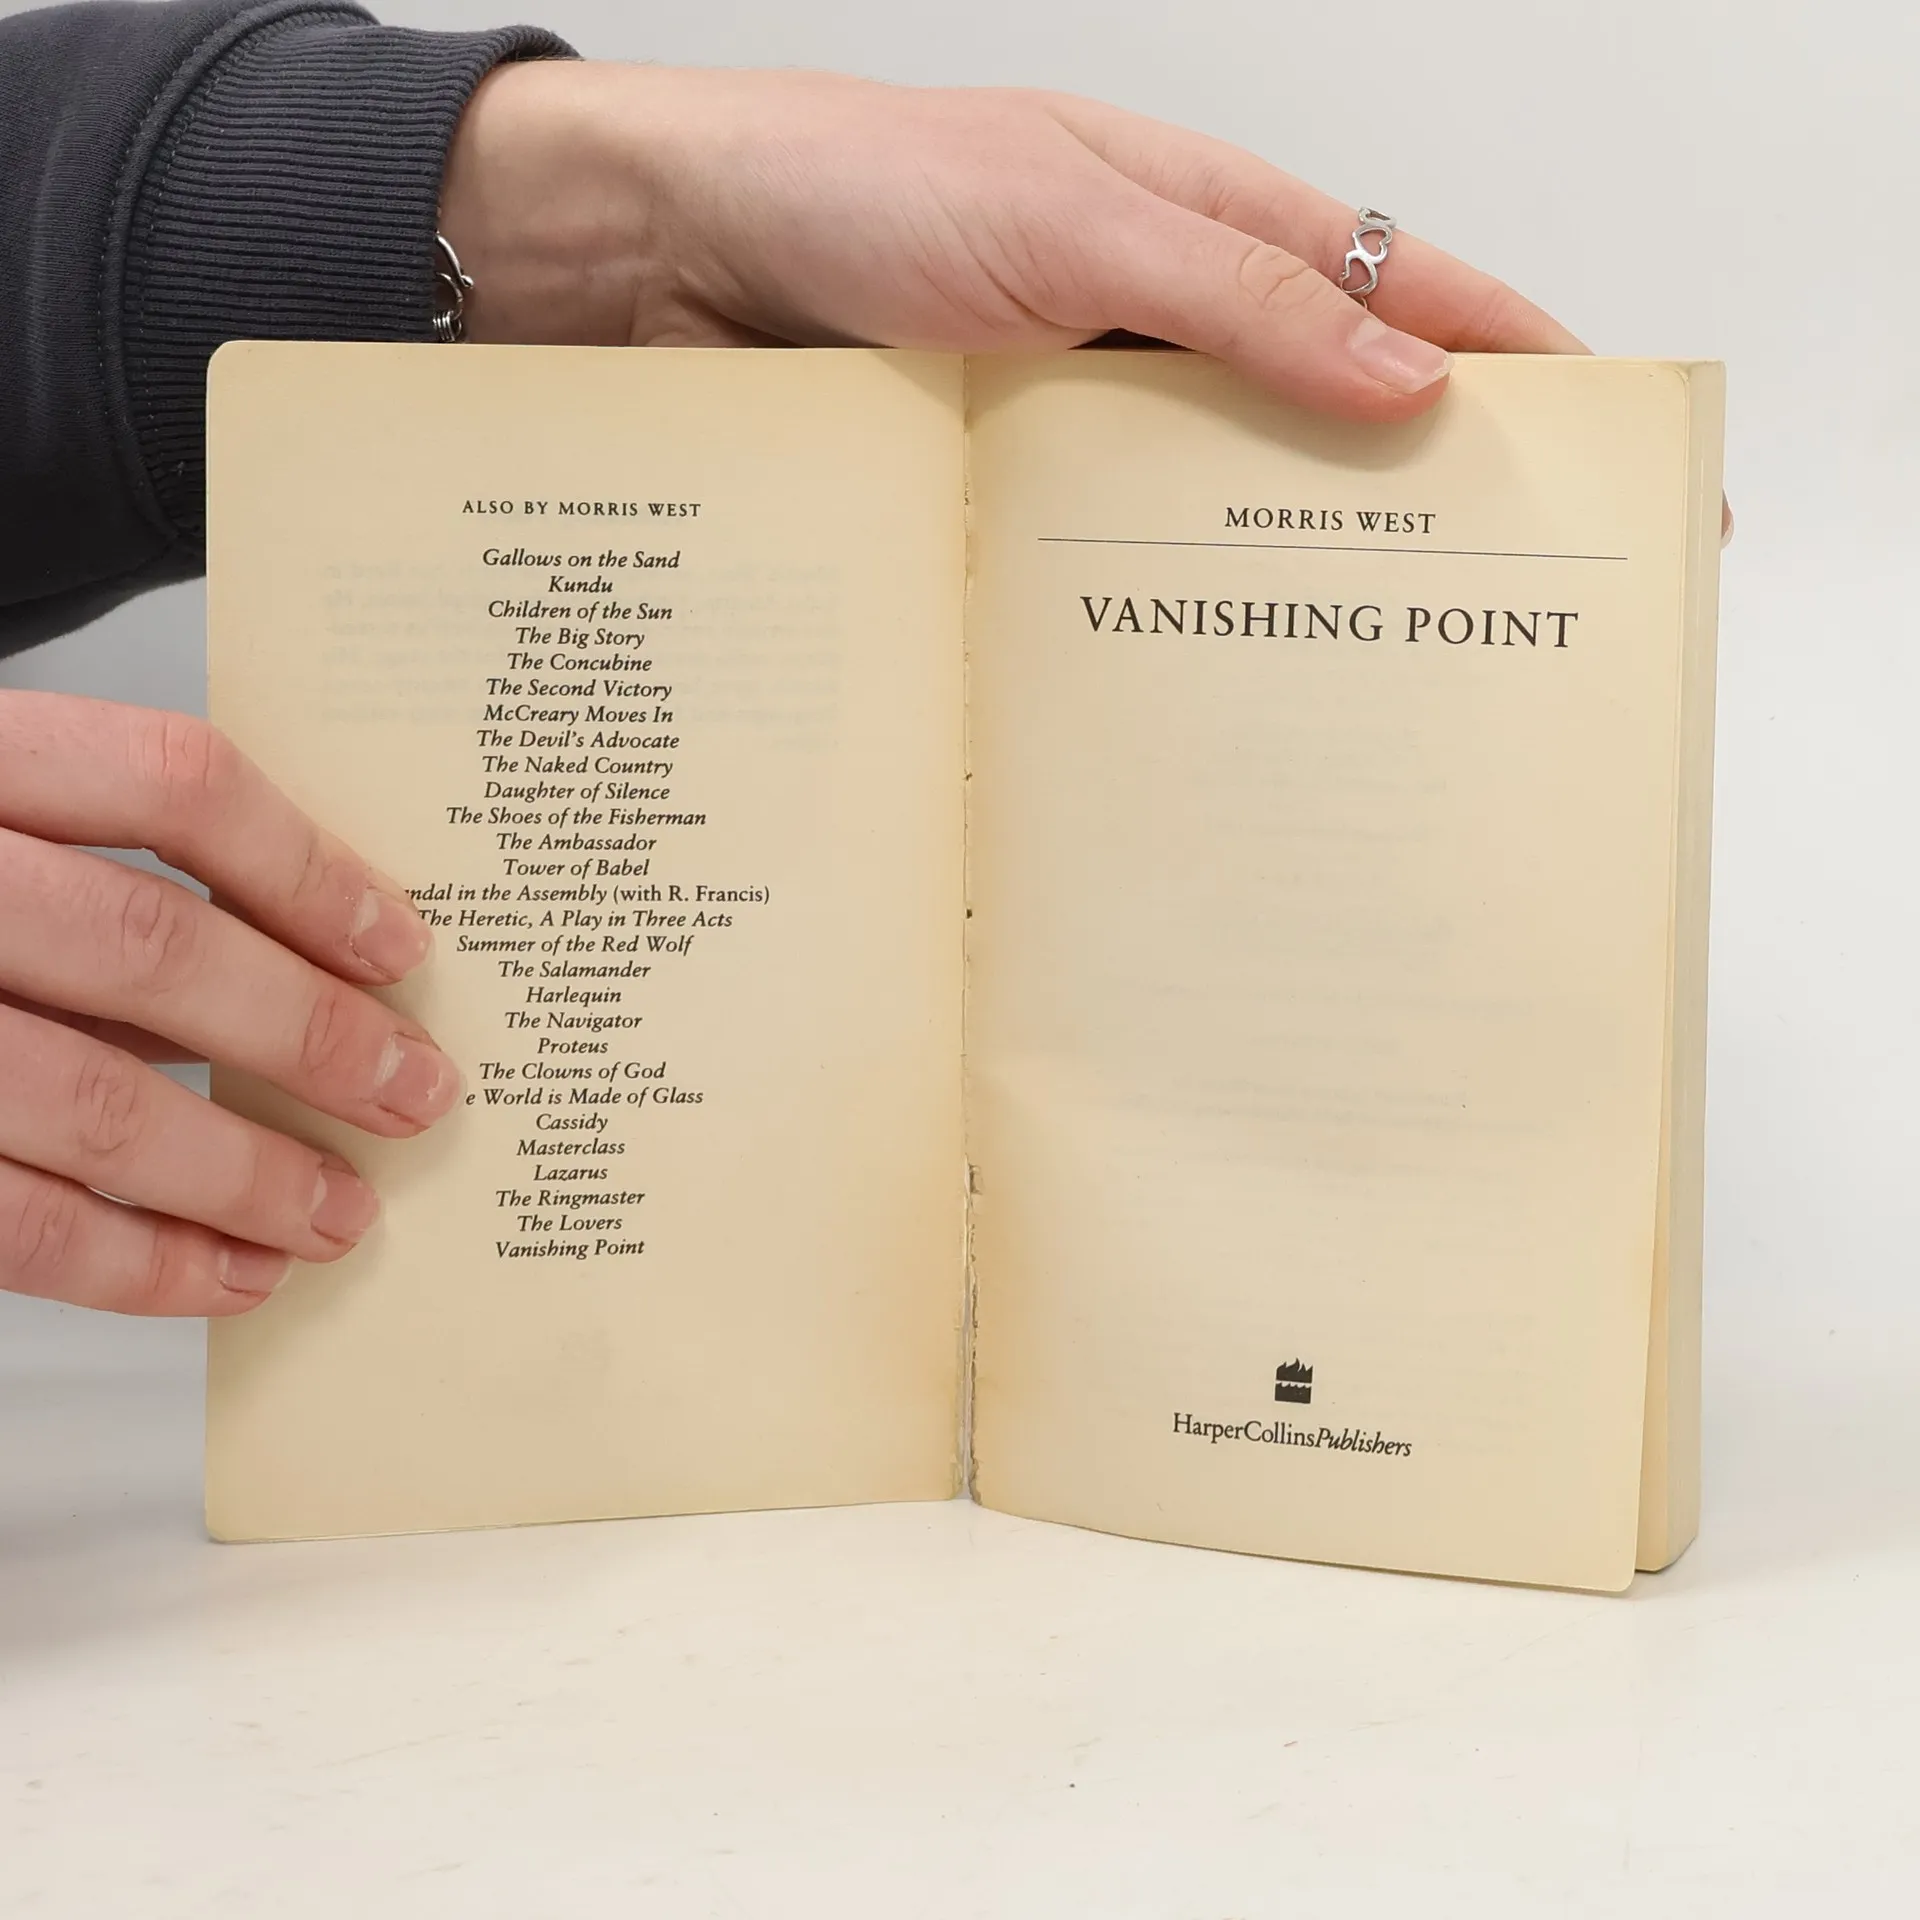 ALSO BY MORRIS WEST
Gallows on the Sand
Kundu
Children of the Sun
The Big Story
The Concubine
The Second Victory
McCreary Moves In
The Devil's Advocate
The Naked Country
Daughter of Silence
The Shoes of the Fisherman
The Ambassador
Tower of Babel
in the Assembly (with R. Francis)
The Heretic, A Play in Three Acts
Summer of the Red Wolf
The Salamander
Harlequin
The Navigator
Proteus
The Clowns of God
World is Made of Glass
Cassidy
Masterclass
Lazarus
The Ringmaster
The Lovers
Vanishing Point
MORRIS WEST
VANISHING POINT
HarperCollinsPublishers